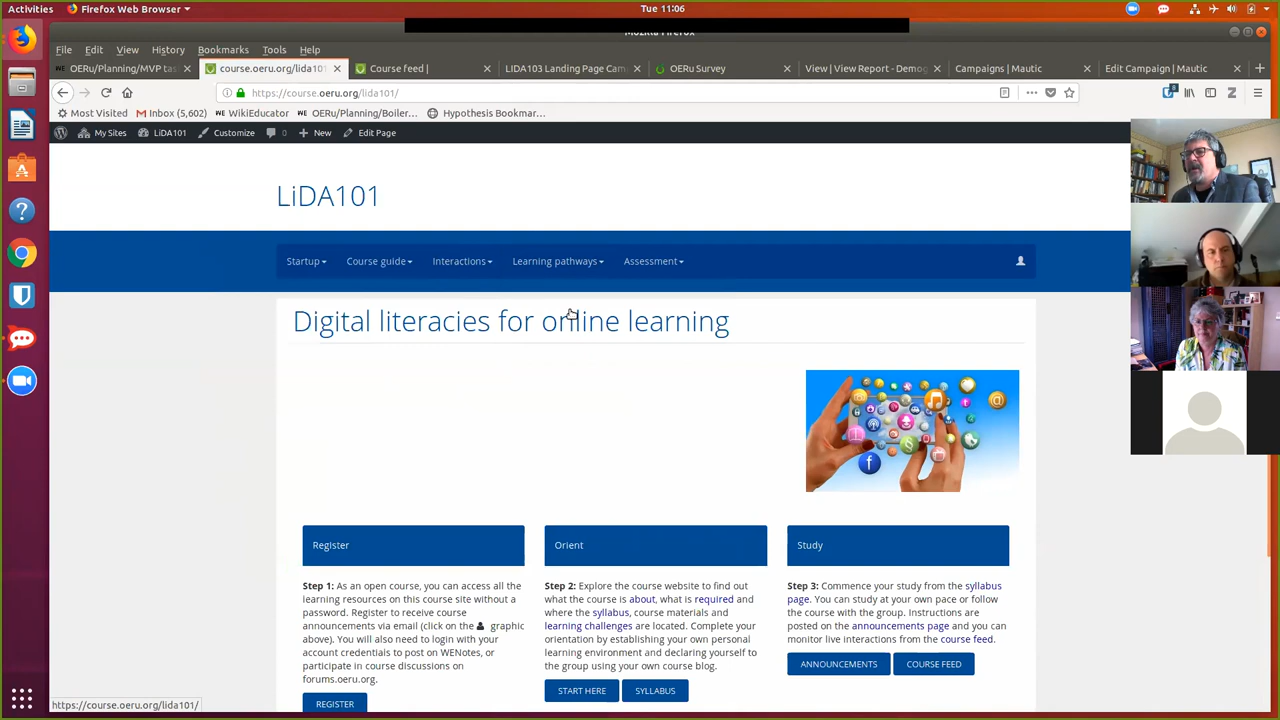 Activities Firefox Web Browser Tue 11:06
Mozilla Firefox
File Edit View History Bookmarks Tools Help
OERu/Planning/MVP tas course.oeru.org/lida101/ Course feed | LIDA103 Landing Page Cam OERu Survey View | View Report - Demog Campaigns | Mautic Edit Campaign | Mautic
https://course.oeru.org/lida101/
Most Visited Inbox (5,602) WikiEducator OERu/Planning/Boiler... Hypothesis Bookmar...
My Sites LiDA101 Customize 0 New Edit Page
LiDA101
Startup Course guide Interactions Learning pathways Assessment
Digital literacies for online learning
Register
Step 1: As an open course, you can access all the
learning resources on this course site without a
password. Register to receive course
announcements via email (click on the graphic
above). You will also need to login with your
account credentials to post on WENotes, or
participate in course discussions on
forums.oeru.org.
REGISTER
Orient
Step 2: Explore the course website to find out
what the course is about, what is required and
where the syllabus, course materials and
learning challenges are located. Complete your
orientation by establishing your own personal
learning environment and declaring yourself to
the group using your own course blog.
START HERE SYLLABUS
Study
Step 3: Commence your study from the syllabus
page. You can study at your own pace or follow
the course with the group. Instructions are
posted on the announcements page and you can
monitor live interactions from the course feed.
ANNOUNCEMENTS COURSE FEED
https://course.oeru.org/lida101/